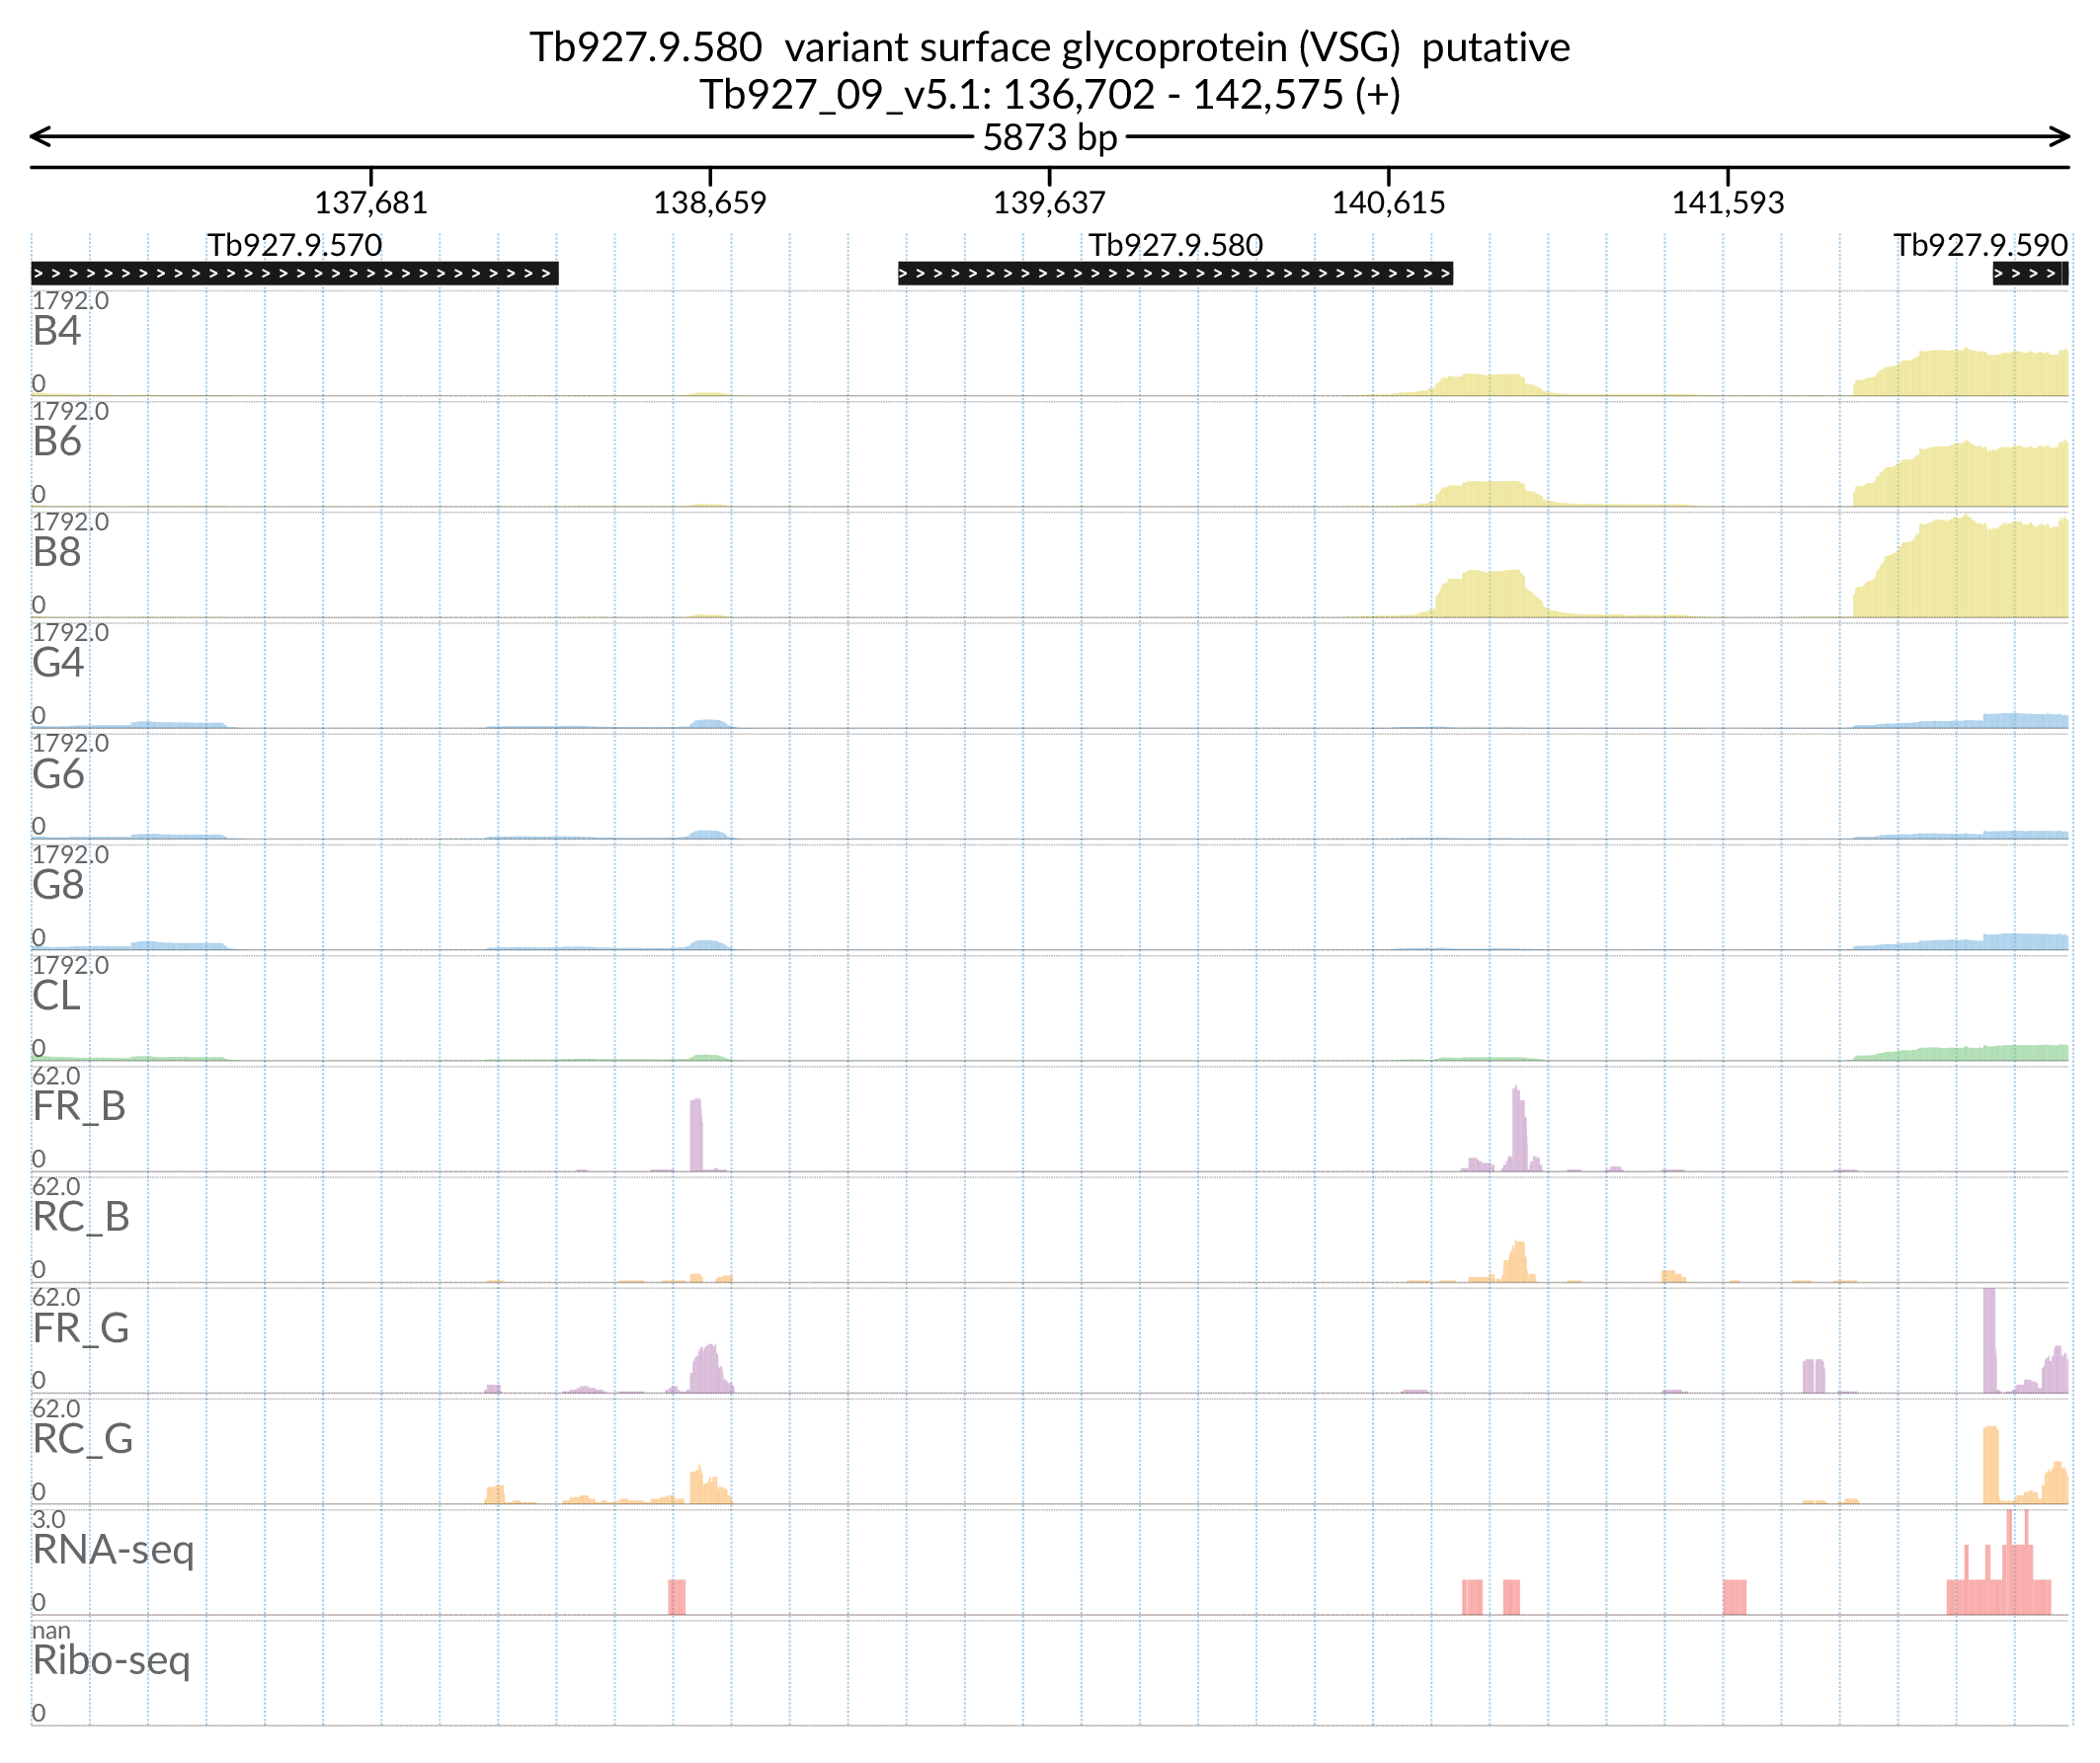 Tb927.9.580 variant surface glycoprotein (VSG) putative
Tb927_09_v5.1: 136,702 - 142,575 (+)
5873 bp
137,681 138,659 139,637 140,615 141,593
Tb927.9.570 Tb927.9.580 Tb927.9.590
1792.0
B4
0
1792.0
B6
0
1792.0
B8
0
1792.0
G4
0
1792.0
G6
0
1792.0
G8
0
1792.0
CL
0
62.0
FR_B
0
62.0
RC_B
0
62.0
FR_G
0
62.0
RC_G
0
3.0
RNA-seq
0
nan
Ribo-seq
0